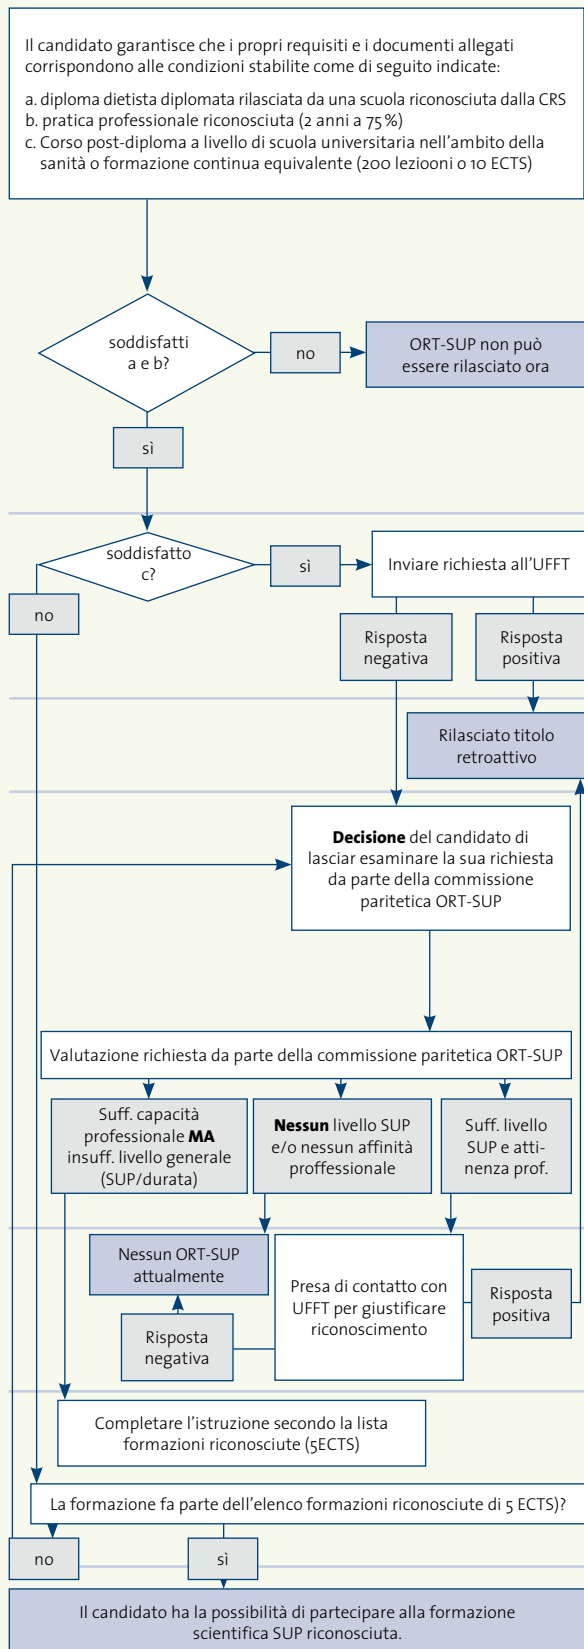 Il candidato garantisce che i propri requisiti e i documenti allegati
corrispondono alle condizioni stabilite come di seguito indicate:
a. diploma dietista diplomata rilasciata da una scuola riconosciuta dalla CRS
b. pratica professionale riconosciuta (2 anni a 75 %)
c. Corso post-diploma a livello di scuola universitaria nell'ambito della
sanità o formazione continua equivalente (200 leziooni o 10 ECTS)
soddisfatti
a e b?
no
ORT-SUP non può
essere rilasciato ora
sì
soddisfatto
c?
sì
Inviare richiesta all'UFFT
no
Risposta
negativa
Risposta
positiva
Rilasciato titolo
retroattivo
Decisione del candidato di
lasciar esaminare la sua richiesta
da parte della commissione
paritetica ORT-SUP
Valutazione richiesta da parte della commissione paritetica ORT-SUP
Suff. capacità
professionale MA
insuff. livello generale
(SUP/durata)
Nessun livello SUP
e/o nessun affinità
proffessionale
Suff. livello
SUP e atti-
nenza prof.
Nessun ORT-SUP
attualmente
Presa di contatto con
UFFT per giustificare
riconoscimento
Risposta
positiva
Risposta
negativa
Completare l'istruzione secondo la lista
formazioni riconosciute (5ECTS)
La formazione fa parte dell'elenco formazioni riconosciute di 5 ECTS)?
no
sì
Il candidato ha la possibilità di partecipare alla formazione
scientifica SUP riconosciuta.